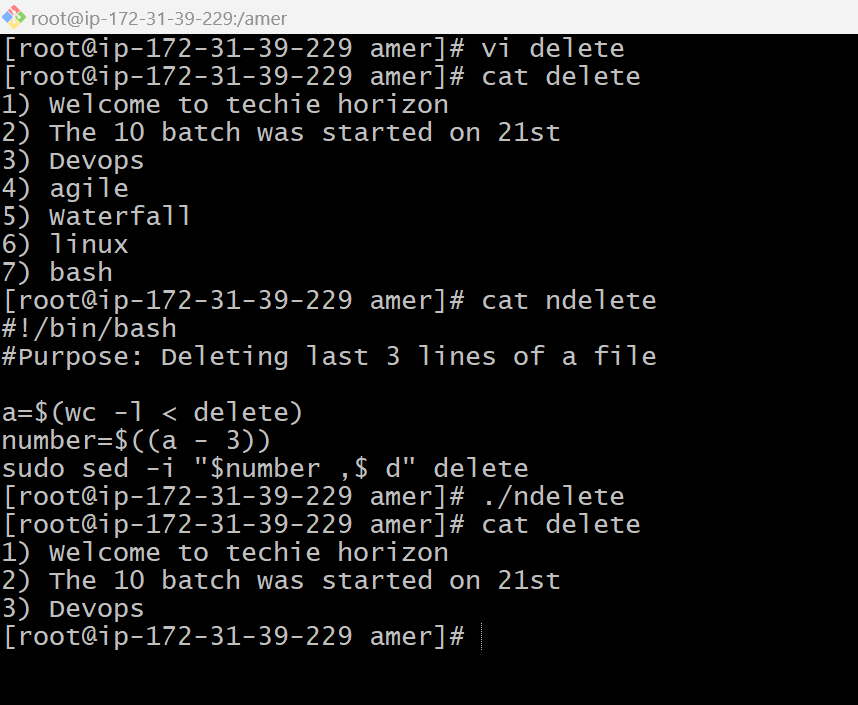 root@ip-172-31-39-229:/amer
[root@ip-172-31-39-229 amer]# vi delete
[root@ip-172-31-39-229 amer]# cat delete
1) Welcome to techie horizon
2) The 10 batch was started on 21st
3) Devops
4) agile
5) Waterfall
6) linux
7) bash
[root@ip-172-31-39-229 amer]# cat ndelete
#!/bin/bash
#Purpose: Deleting last 3 lines of a file

a=$(wc -l < delete)
number=$((a - 3))
sudo sed -i "$number ,$ d" delete
[root@ip-172-31-39-229 amer]# ./ndelete
[root@ip-172-31-39-229 amer]# cat delete
1) Welcome to techie horizon
2) The 10 batch was started on 21st
3) Devops
[root@ip-172-31-39-229 amer]#